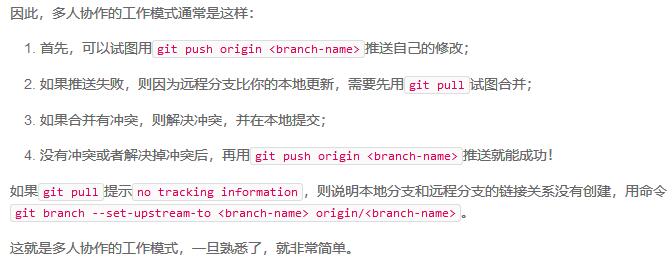 因此，多人协作的工作模式通常是这样：
1. 首先，可以试图用git push origin <branch-name>推送自己的修改；
2. 如果推送失败，则因为远程分支比你的本地更新，需要先用git pull试图合并；
3. 如果合并有冲突，则解决冲突，并在本地提交；
4. 没有冲突或者解决掉冲突后，再用git push origin <branch-name>推送就能成功！
如果git pull提示no tracking information，则说明本地分支和远程分支的链接关系没有创建，用命令
git branch --set-upstream-to <branch-name> origin/<branch-name>。
这就是多人协作的工作模式，一旦熟悉了，就非常简单。